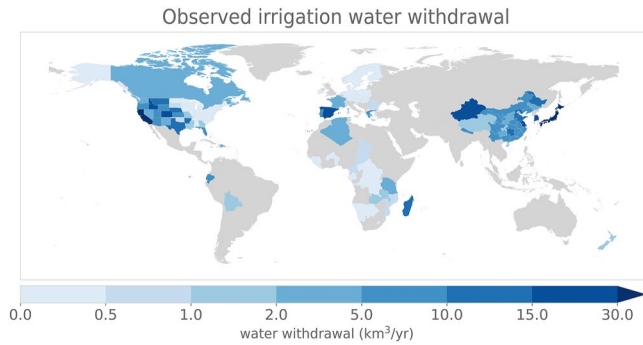 Observed irrigation water withdrawal
0.0 0.5 1.0 2.0 5.0 10.0 15.0 30.0
water withdrawal (km³/yr)